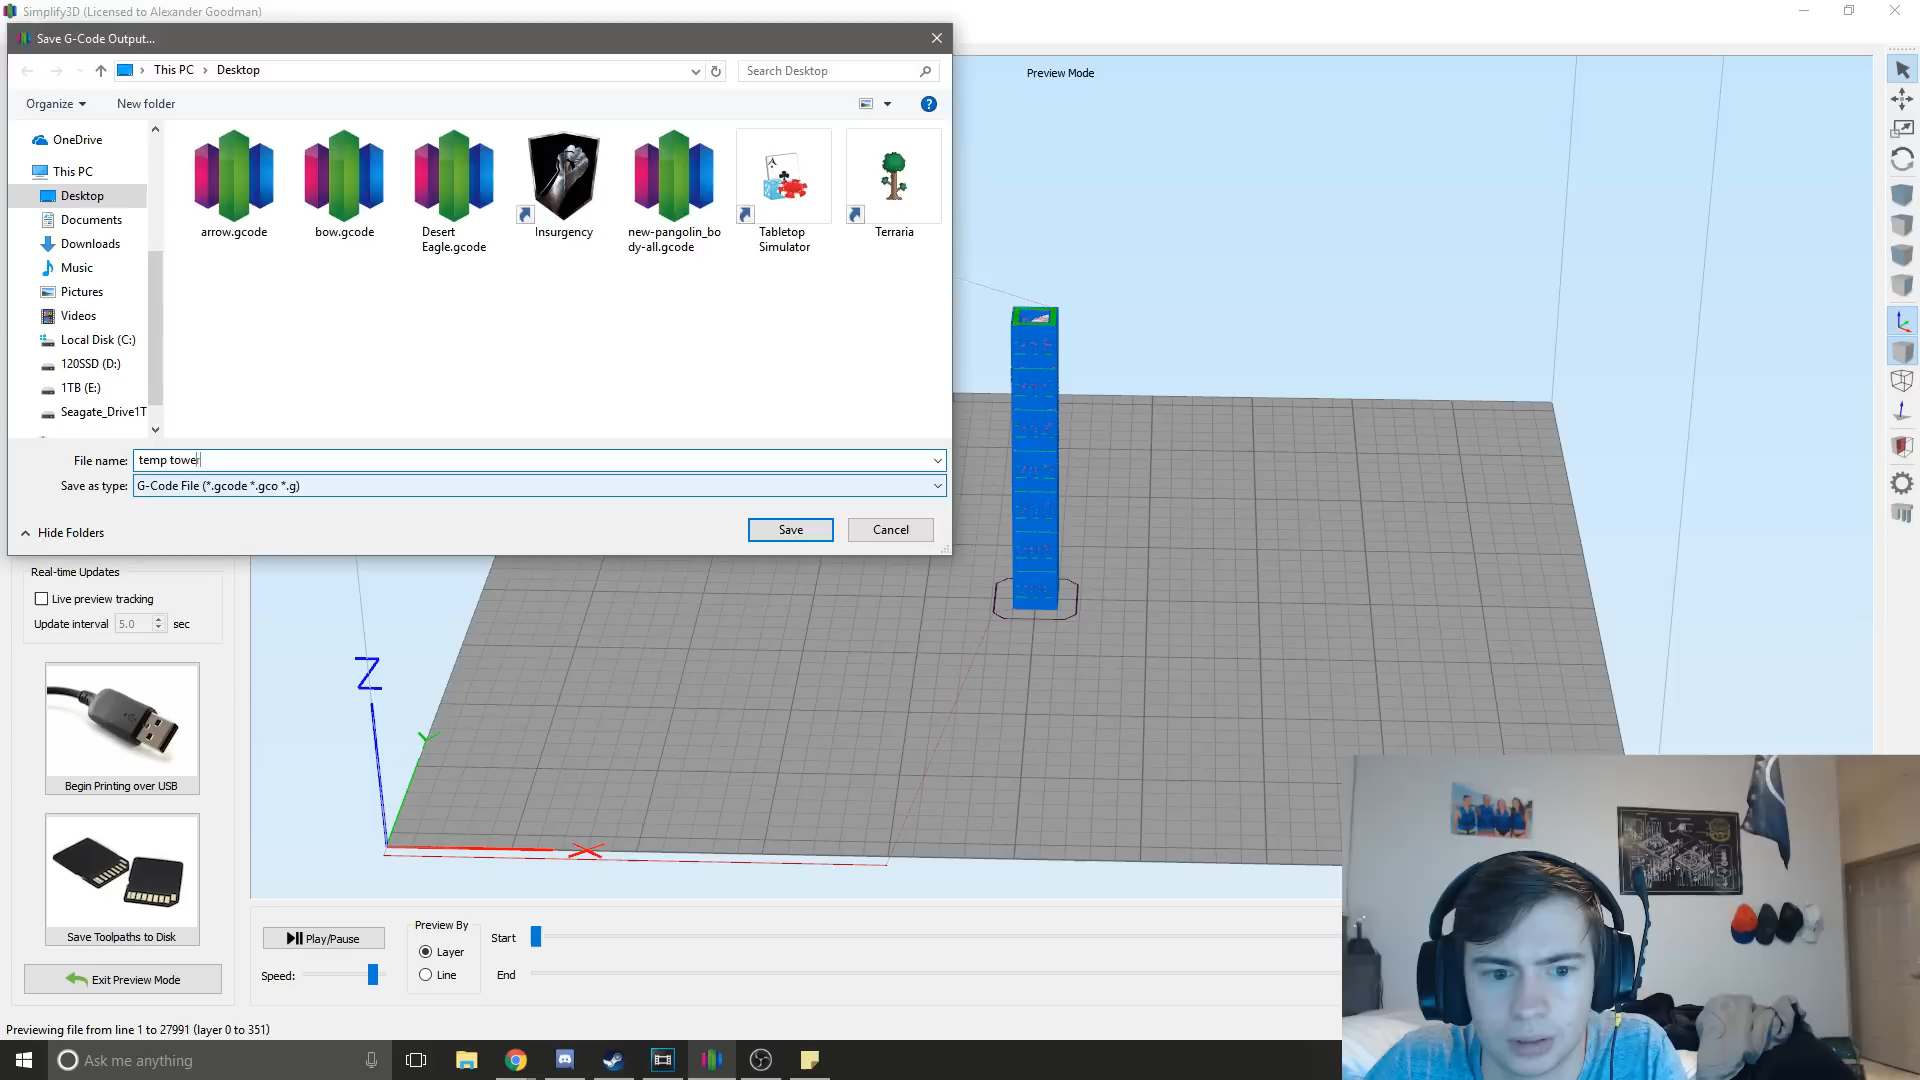 Simplify3D (Licensed to Alexander Goodman)
Save G-Code Output...
This PC > Desktop
Search Desktop
Organize
New folder
Preview Mode
OneDrive
This PC
Desktop
Documents
Downloads
Music
Pictures
Videos
Local Disk (C:)
120SSD (D:)
1TB (E:)
Seagate_Drive1T
arrow.gcode
bow.gcode
Desert
Eagle.gcode
Insurgency
new-pangolin_bo
dy-all.gcode
Tabletop
Simulator
Terraria
File name: temp tower
Save as type: G-Code File (*.gcode *.gco *.g)
Hide Folders
Save
Cancel
Real-time Updates
Live preview tracking
Update interval 5.0 sec
Begin Printing over USB
Save Toolpaths to Disk
Exit Preview Mode
Z
Y
X
Play/Pause
Speed:
Preview By
Layer
Line
Start
End
Previewing file from line 1 to 27991 (layer 0 to 351)
Ask me anything